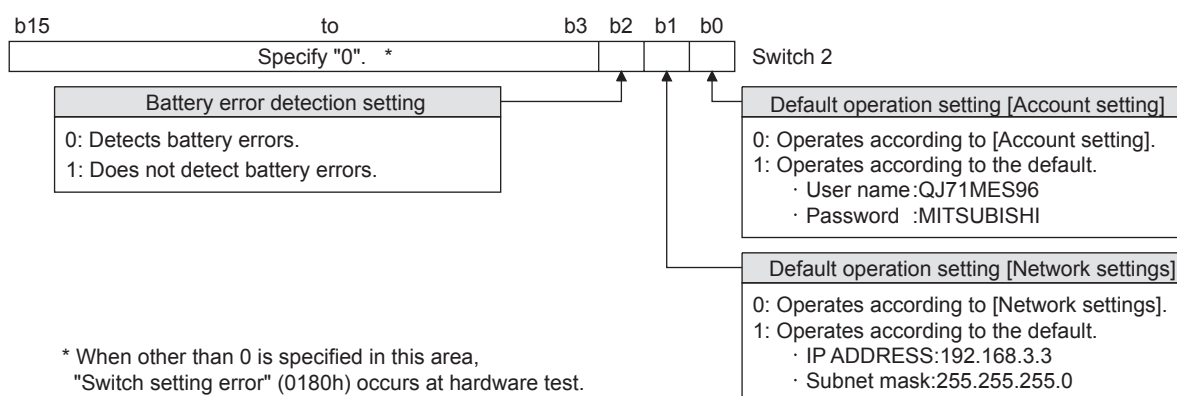 b15 to b3 b2 b1 b0
Specify "0". * Switch 2
Battery error detection setting
0: Detects battery errors.
1: Does not detect battery errors.
Default operation setting [Account setting]
0: Operates according to [Account setting].
1: Operates according to the default.
· User name:QJ71MES96
· Password :MITSUBISHI
Default operation setting [Network settings]
0: Operates according to [Network settings].
1: Operates according to the default.
· IP ADDRESS:192.168.3.3
· Subnet mask:255.255.255.0
* When other than 0 is specified in this area,
"Switch setting error" (0180h) occurs at hardware test.